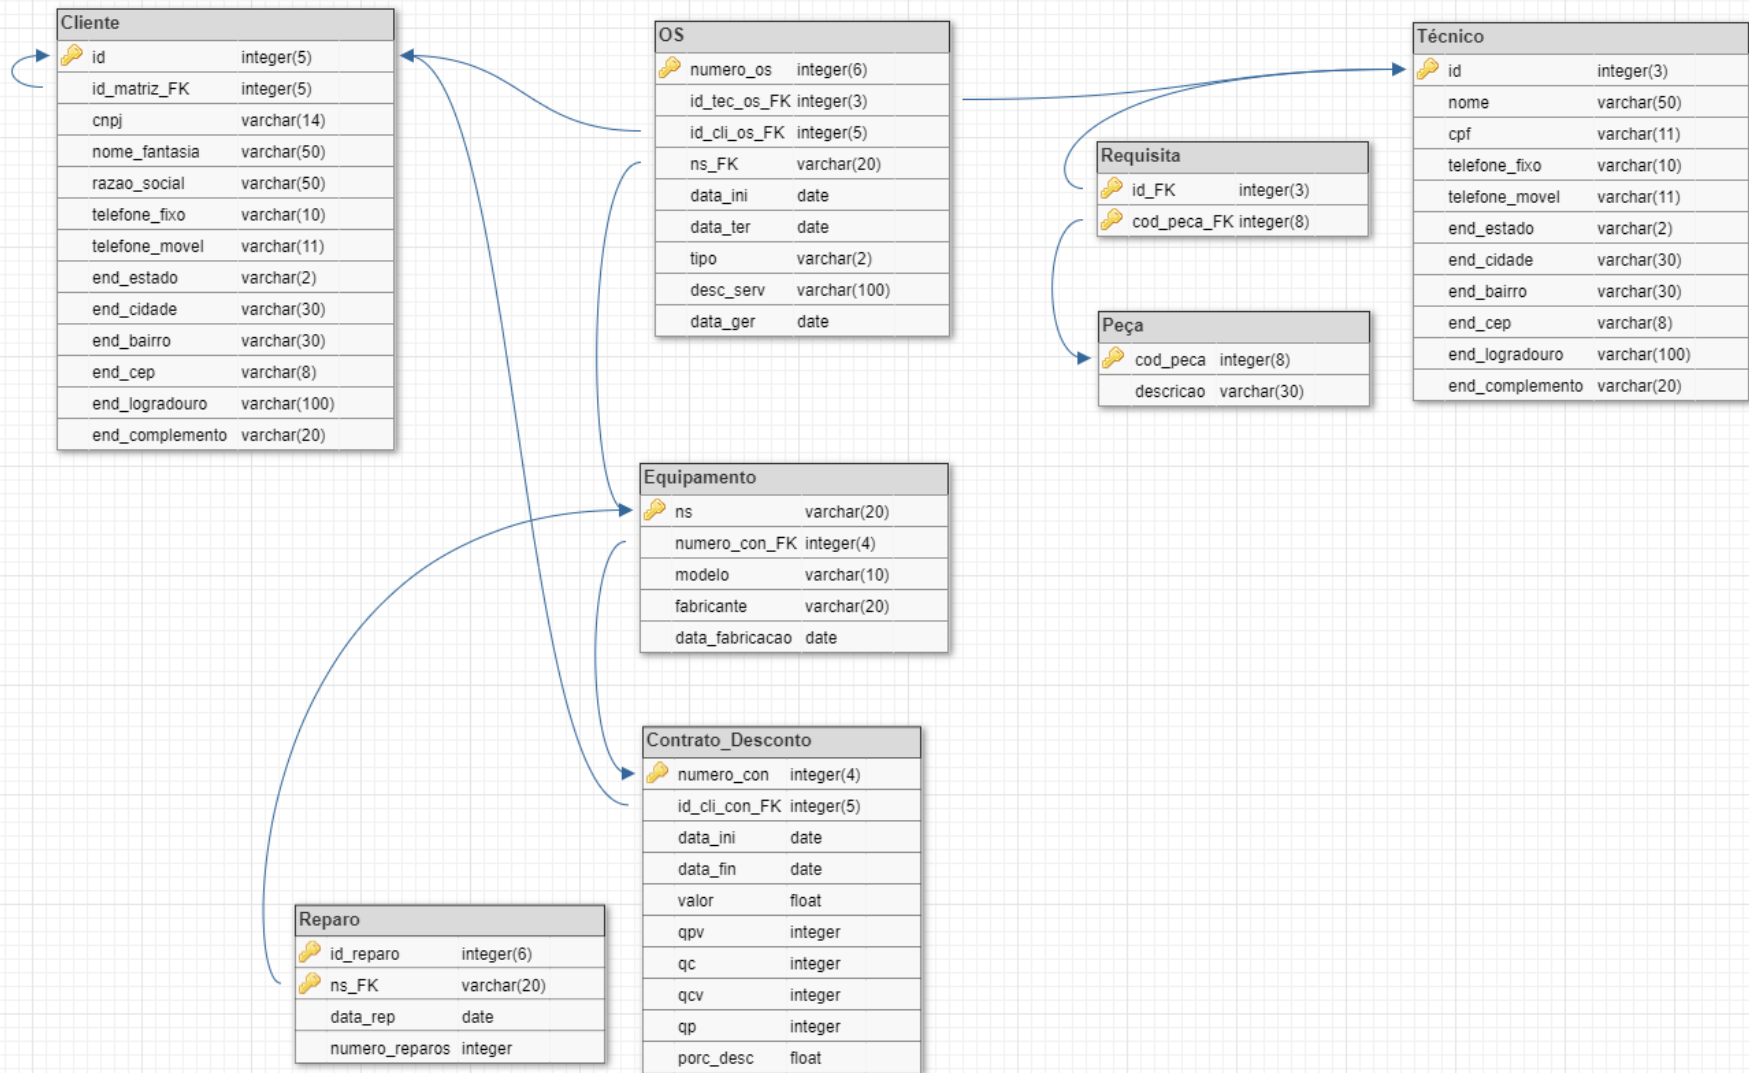 Cliente
id integer(5)
id_matriz_FK integer(5)
cnpj varchar(14)
nome_fantasia varchar(50)
razao_social varchar(50)
telefone_fixo varchar(10)
telefone_movel varchar(11)
end_estado varchar(2)
end_cidade varchar(30)
end_bairro varchar(30)
end_cep varchar(8)
end_logradouro varchar(100)
end_complemento varchar(20)
OS
numero_os integer(6)
id_tec_os_FK integer(3)
id_cli_os_FK integer(5)
ns_FK varchar(20)
data_ini date
data_ter date
tipo varchar(2)
desc_serv varchar(100)
data_ger date
Requisita
id_FK integer(3)
cod_peca_FK integer(8)
Peça
cod_peca integer(8)
descricao varchar(30)
Técnico
id integer(3)
nome varchar(50)
cpf varchar(11)
telefone_fixo varchar(10)
telefone_movel varchar(11)
end_estado varchar(2)
end_cidade varchar(30)
end_bairro varchar(30)
end_cep varchar(8)
end_logradouro varchar(100)
end_complemento varchar(20)
Equipamento
ns varchar(20)
numero_con_FK integer(4)
modelo varchar(10)
fabricante varchar(20)
data_fabricacao date
Contrato_Desconto
numero_con integer(4)
id_cli_con_FK integer(5)
data_ini date
data_fin date
valor float
qpv integer
qc integer
qcv integer
qp integer
porc_desc float
Reparo
id_reparo integer(6)
ns_FK varchar(20)
data_rep date
numero_reparos integer